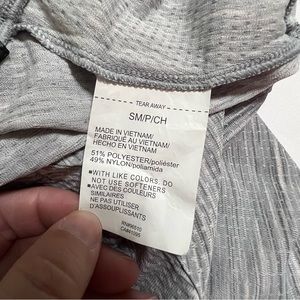 TEAR AWAY
SM/P/CH
MADE IN VIETNAM/
FABRIQUÉ AU VIETNAM/
HECHO EN VIETNAM
51% POLYESTER/poliéster
49% NYLON/poliamida
■WITH LIKE COLORS. DO
NOT USE SOFTENERS
■AVEC DES COULEURS
SIMILAIRES
NE PAS UTILISER
D'ASSOUPLISSANTS